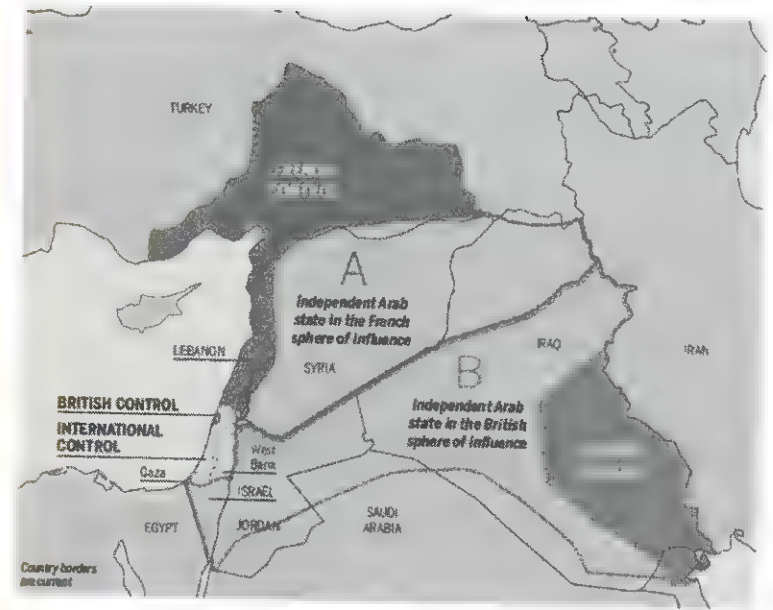 TURKEY
A
Independent Arab
state in the French
sphere of influence
LEBANON
SYRIA
IRAQ
IRAN
B
Independent Arab
state in the British
sphere of influence
BRITISH CONTROL
INTERNATIONAL
CONTROL
West
Bank
Gaza
ISRAEL
EGYPT
JORDAN
SAUDI
ARABIA
Country borders
are current